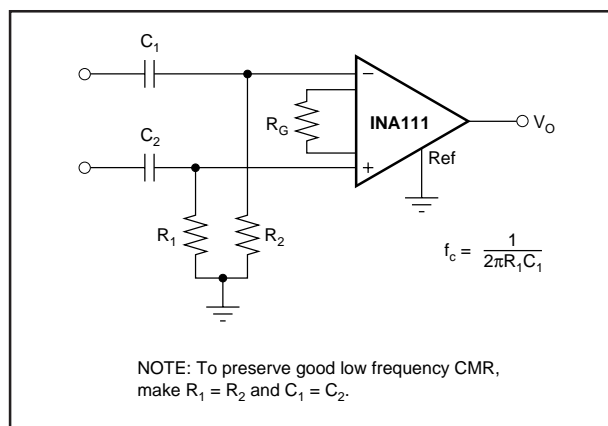 C1
−
INA111
RG
VO
C2
+
Ref
R1
R2
fc = 1 / 2πR1C1
NOTE: To preserve good low frequency CMR,
make R1 = R2 and C1 = C2.